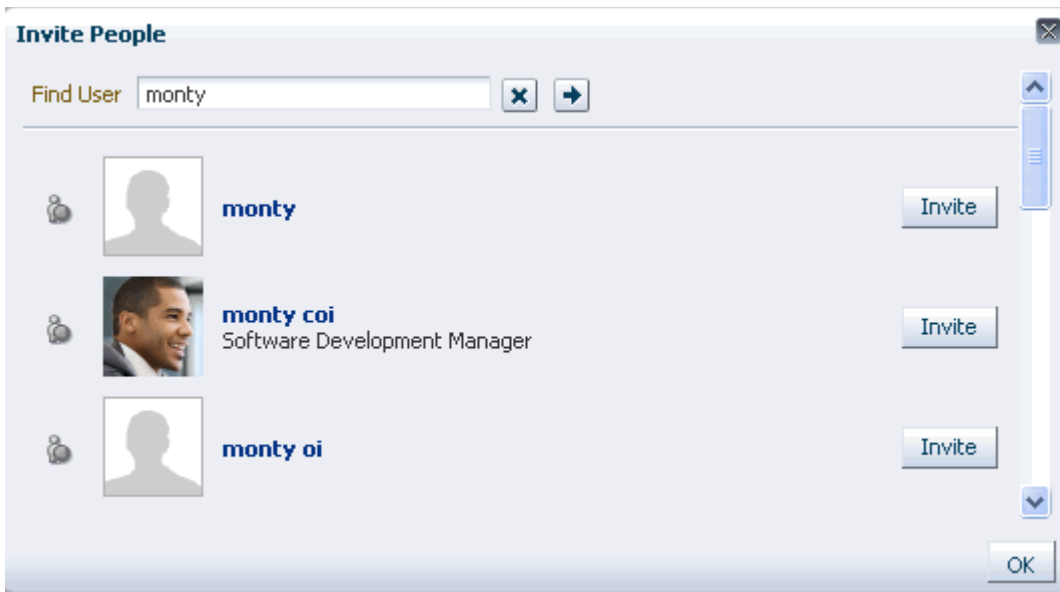 Invite People
Find User monty
monty
Invite
monty coi
Software Development Manager
Invite
monty oi
Invite
OK